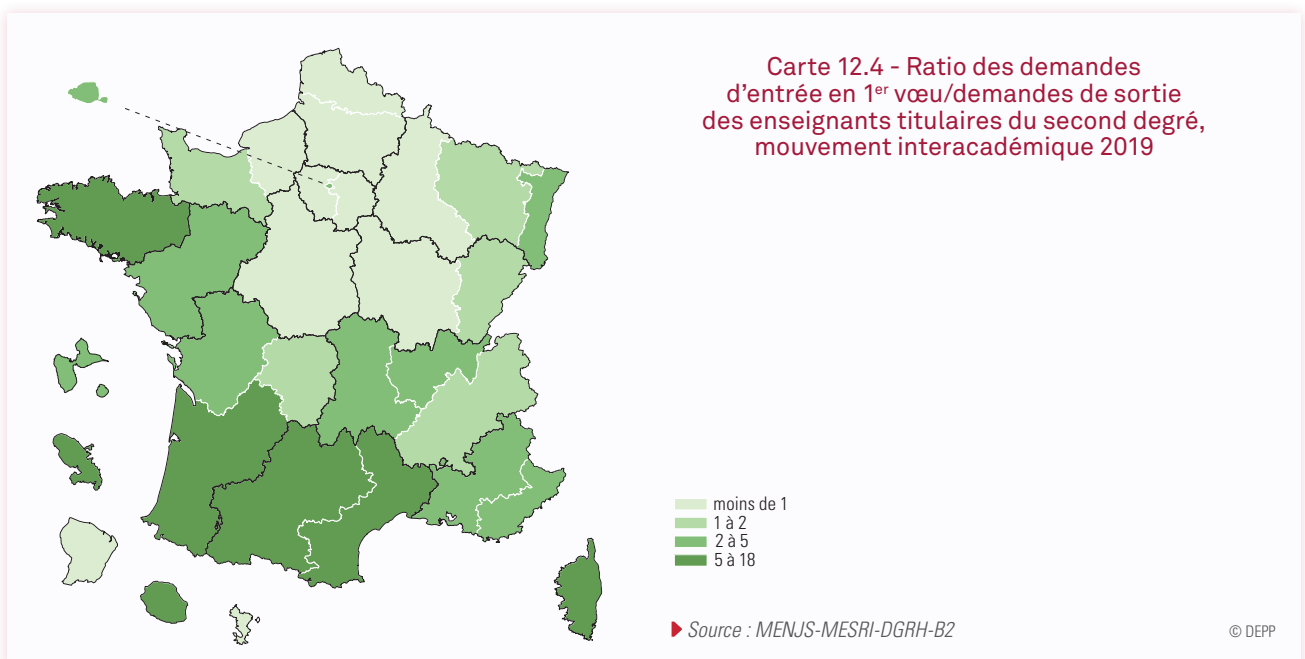 Carte 12.4 - Ratio des demandes
d'entrée en 1er vœu/demandes de sortie
des enseignants titulaires du second degré,
mouvement interacadémique 2019
moins de 1
1 à 2
2 à 5
5 à 18
Source : MENJS-MESRI-DGRH-B2
© DEPP